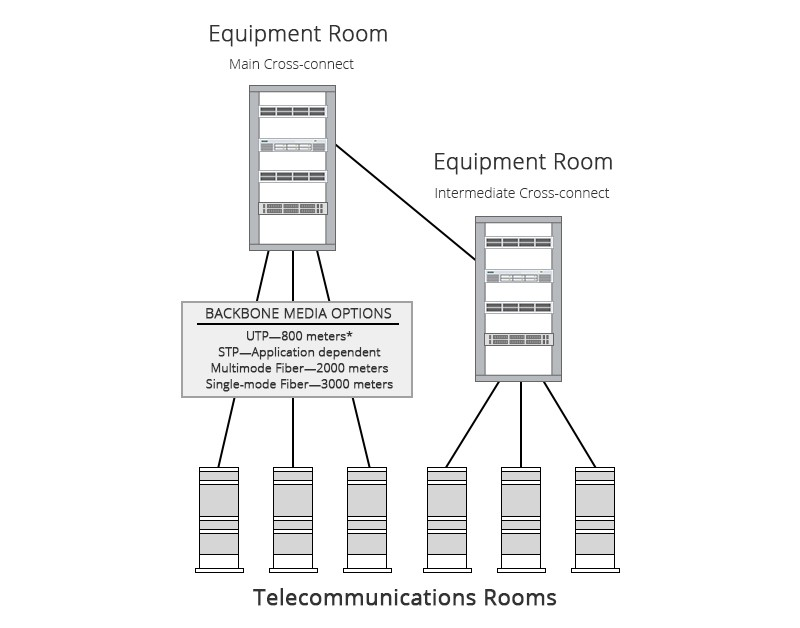 Equipment Room
Main Cross-connect
Equipment Room
Intermediate Cross-connect
BACKBONE MEDIA OPTIONS
UTP—800 meters*
STP—Application dependent
Multimode Fiber—2000 meters
Single-mode Fiber—3000 meters
Telecommunications Rooms